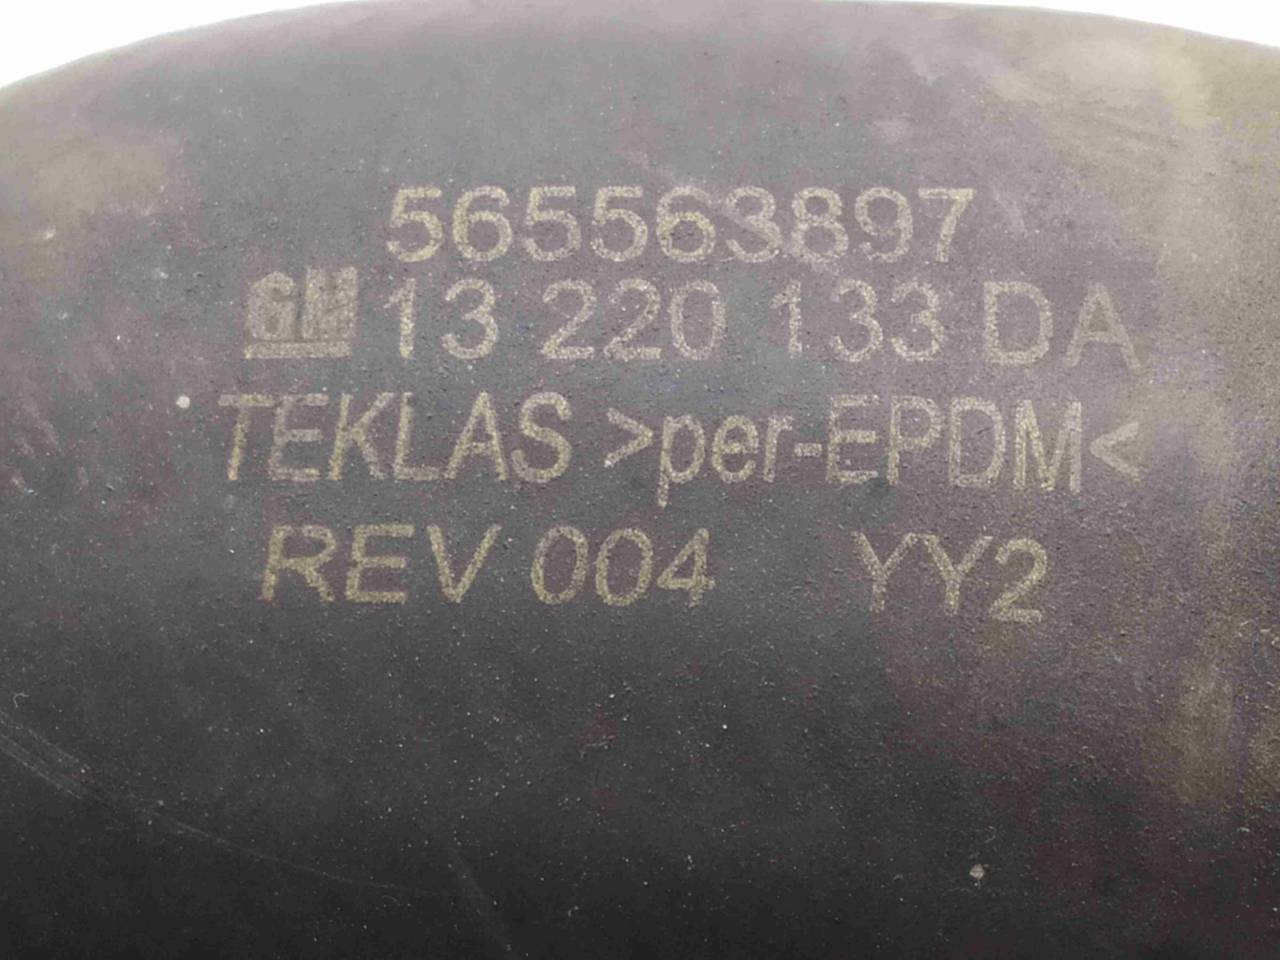 565563897
GM 13 220 133 DA
TEKLAS >per-EPDM<
REV 004 YY2